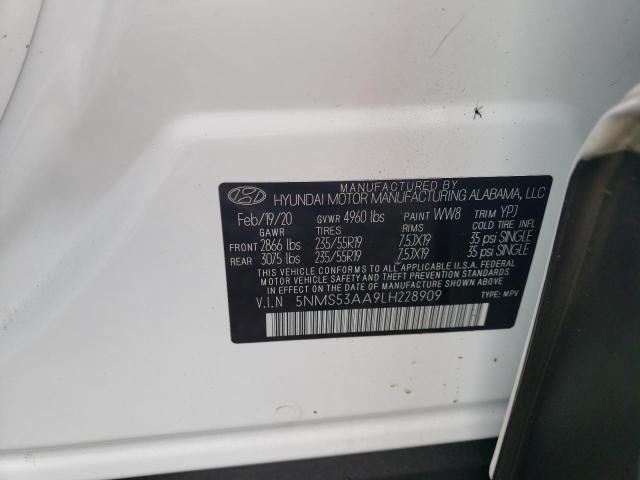 MANUFACTURED BY
HYUNDAI MOTOR MANUFACTURING ALABAMA, LLC
Feb/19/20 GVWR 4960 lbs PAINT WW8 TRIM YPJ
GAWR TIRES RIMS COLD TIRE INFL
FRONT 2866 lbs 235/55R19 7.5JX19 35 psi SINGLE
REAR 3075 lbs 235/55R19 7.5JX19 35 psi SINGLE
THIS VEHICLE CONFORMS TO ALL APPLICABLE U.S.A. FEDERAL
MOTOR VEHICLE SAFETY AND BUMPER AND THEFT PREVENTION
STANDARDS IN EFFECT ON THE DATE OF MANUFACTURE SHOWN ABOVE.
V.I.N 5NMS53AA9LH228909 TYPE: MPV